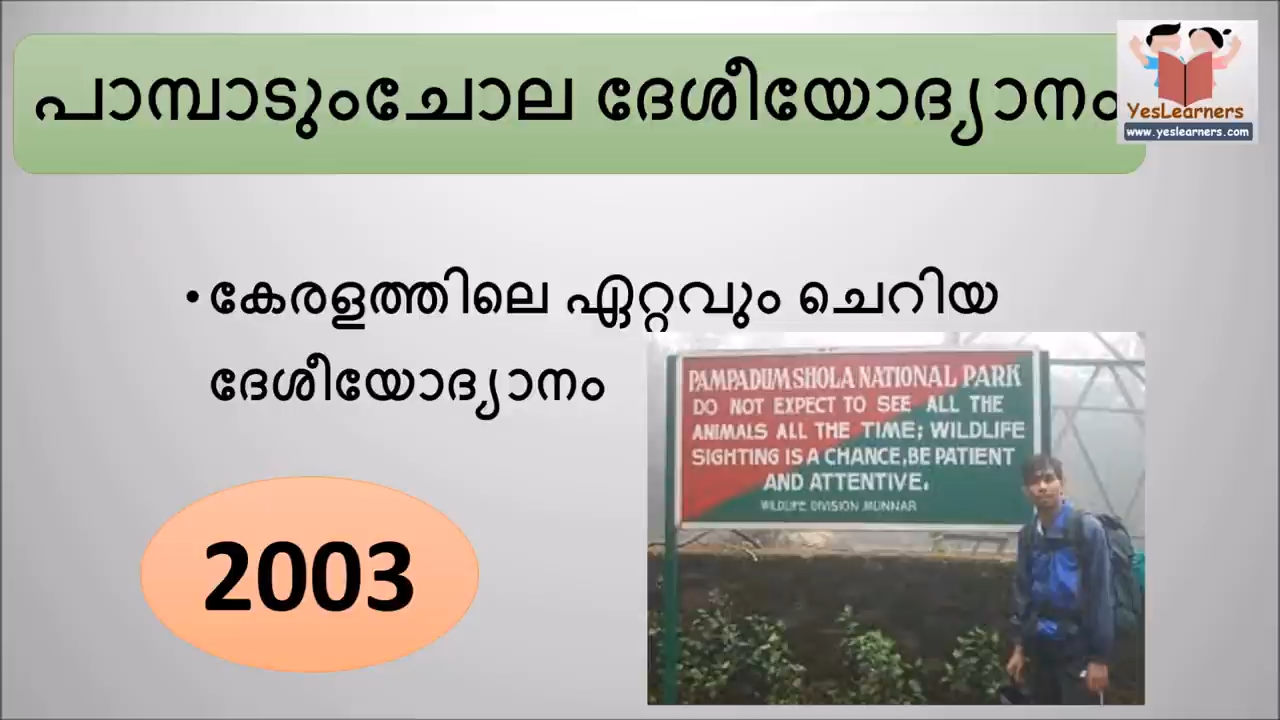 പാമ്പാടുംചോല ദേശീയോദ്യാനം
YesLearners
www.yeslearners.com
• കേരളത്തിലെ ഏറ്റവും ചെറിയ
ദേശീയോദ്യാനം
2003
PAMPADUM SHOLA NATIONAL PARK
DO NOT EXPECT TO SEE ALL THE
ANIMALS ALL THE TIME; WILDLIFE
SIGHTING IS A CHANCE, BE PATIENT
AND ATTENTIVE.
WILDLIFE DIVISION MUNNAR